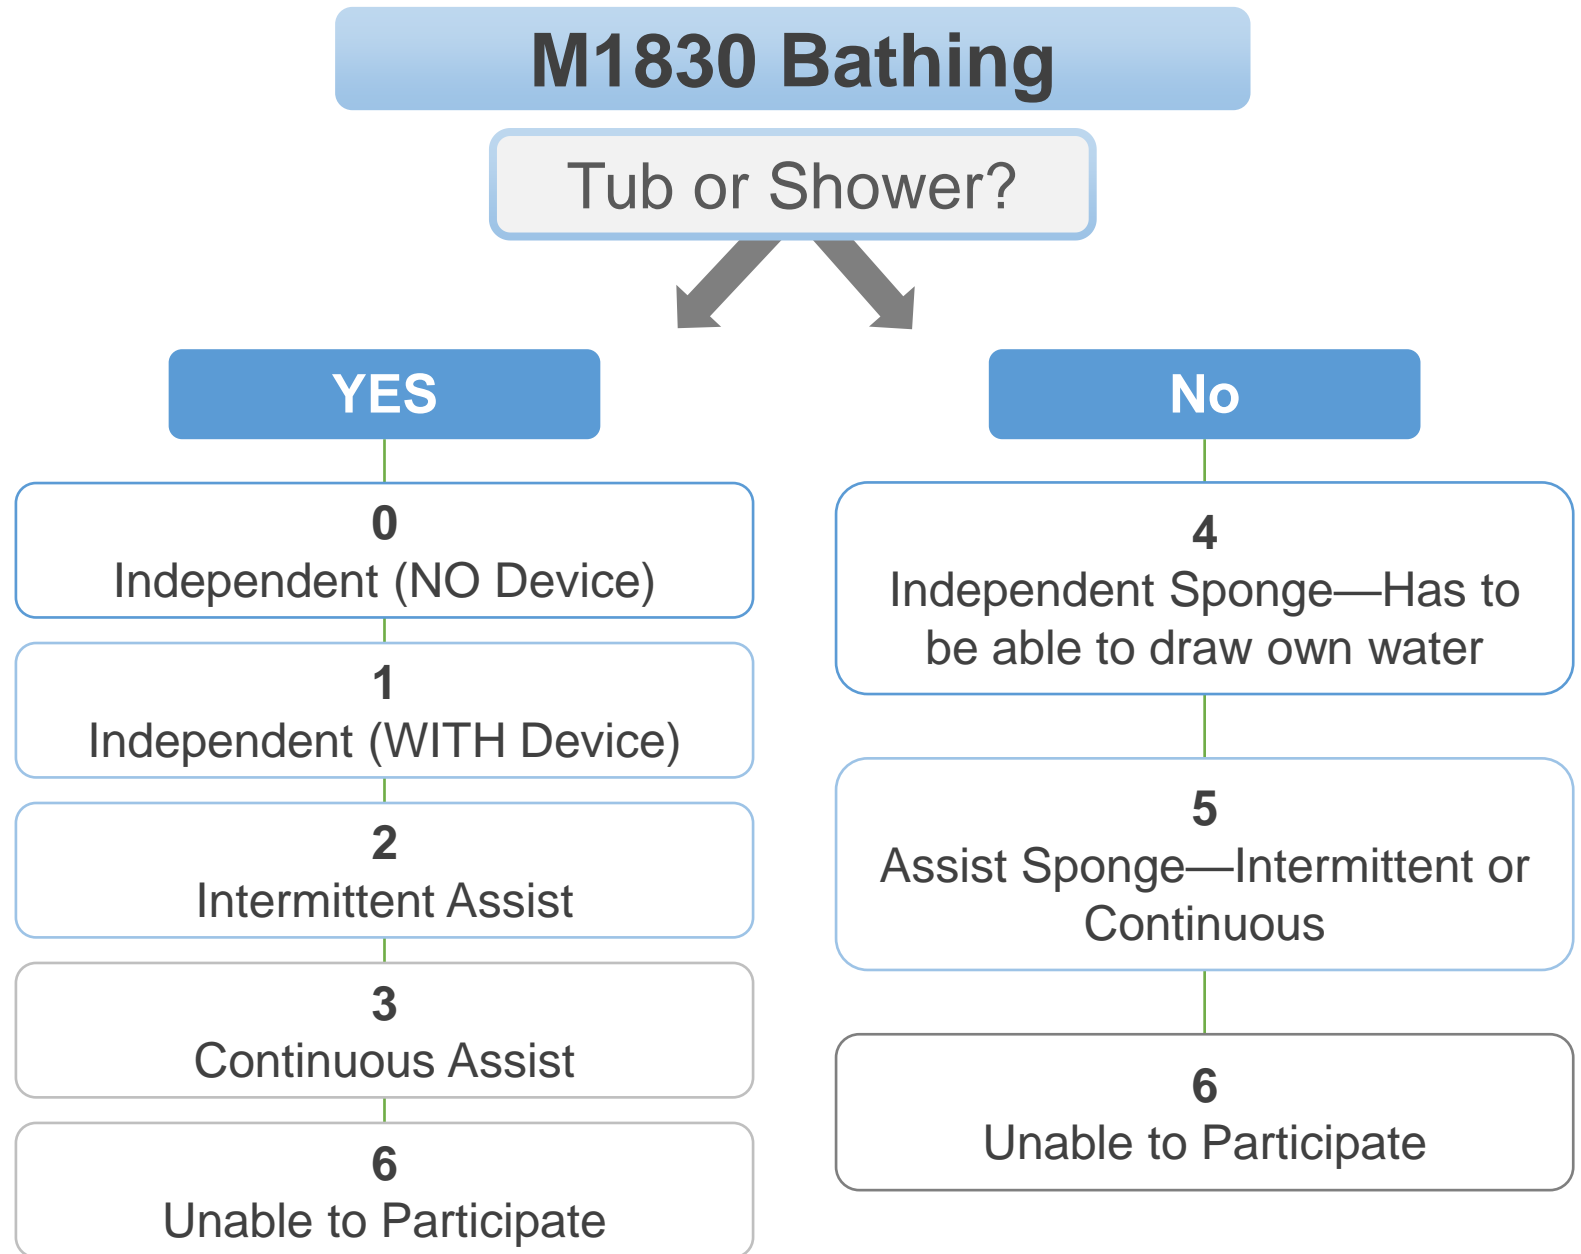 M1830 Bathing
Tub or Shower?
YES
0
Independent (NO Device)
1
Independent (WITH Device)
2
Intermittent Assist
3
Continuous Assist
6
Unable to Participate
No
4
Independent Sponge—Has to
be able to draw own water
5
Assist Sponge—Intermittent or
Continuous
6
Unable to Participate